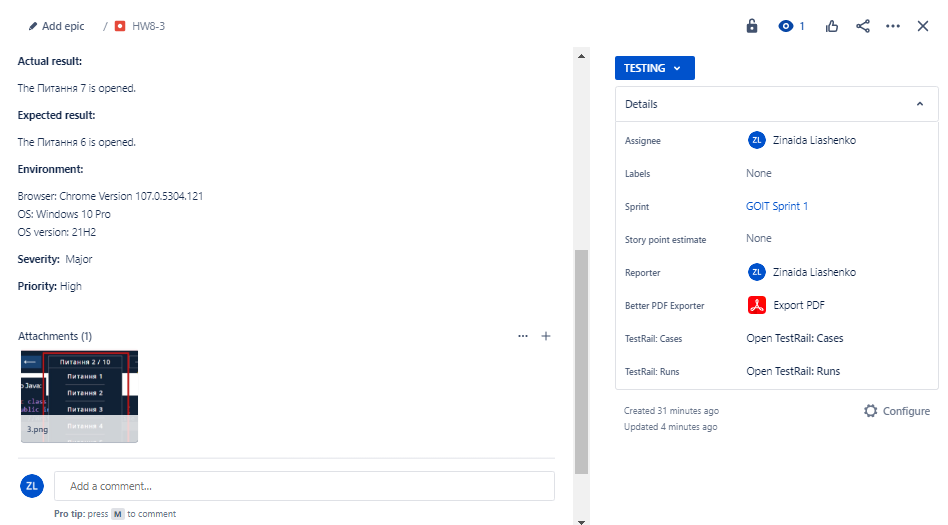 Add epic / HW8-3
1
Actual result:
The Питання 7 is opened.
Expected result:
The Питання 6 is opened.
Environment:
Browser: Chrome Version 107.0.5304.121
OS: Windows 10 Pro
OS version: 21H2
Severity: Major
Priority: High
Attachments (1)
Питання 2 / 10
Питання 1
Java:
Питання 2
class
Питання 3
public
Питання 4
3.png
ZL
Add a comment...
Pro tip: press M to comment
TESTING
Details
Assignee ZL Zinaida Liashenko
Labels None
Sprint GOIT Sprint 1
Story point estimate None
Reporter ZL Zinaida Liashenko
Better PDF Exporter Export PDF
TestRail: Cases Open TestRail: Cases
TestRail: Runs Open TestRail: Runs
Created 31 minutes ago
Configure
Updated 4 minutes ago